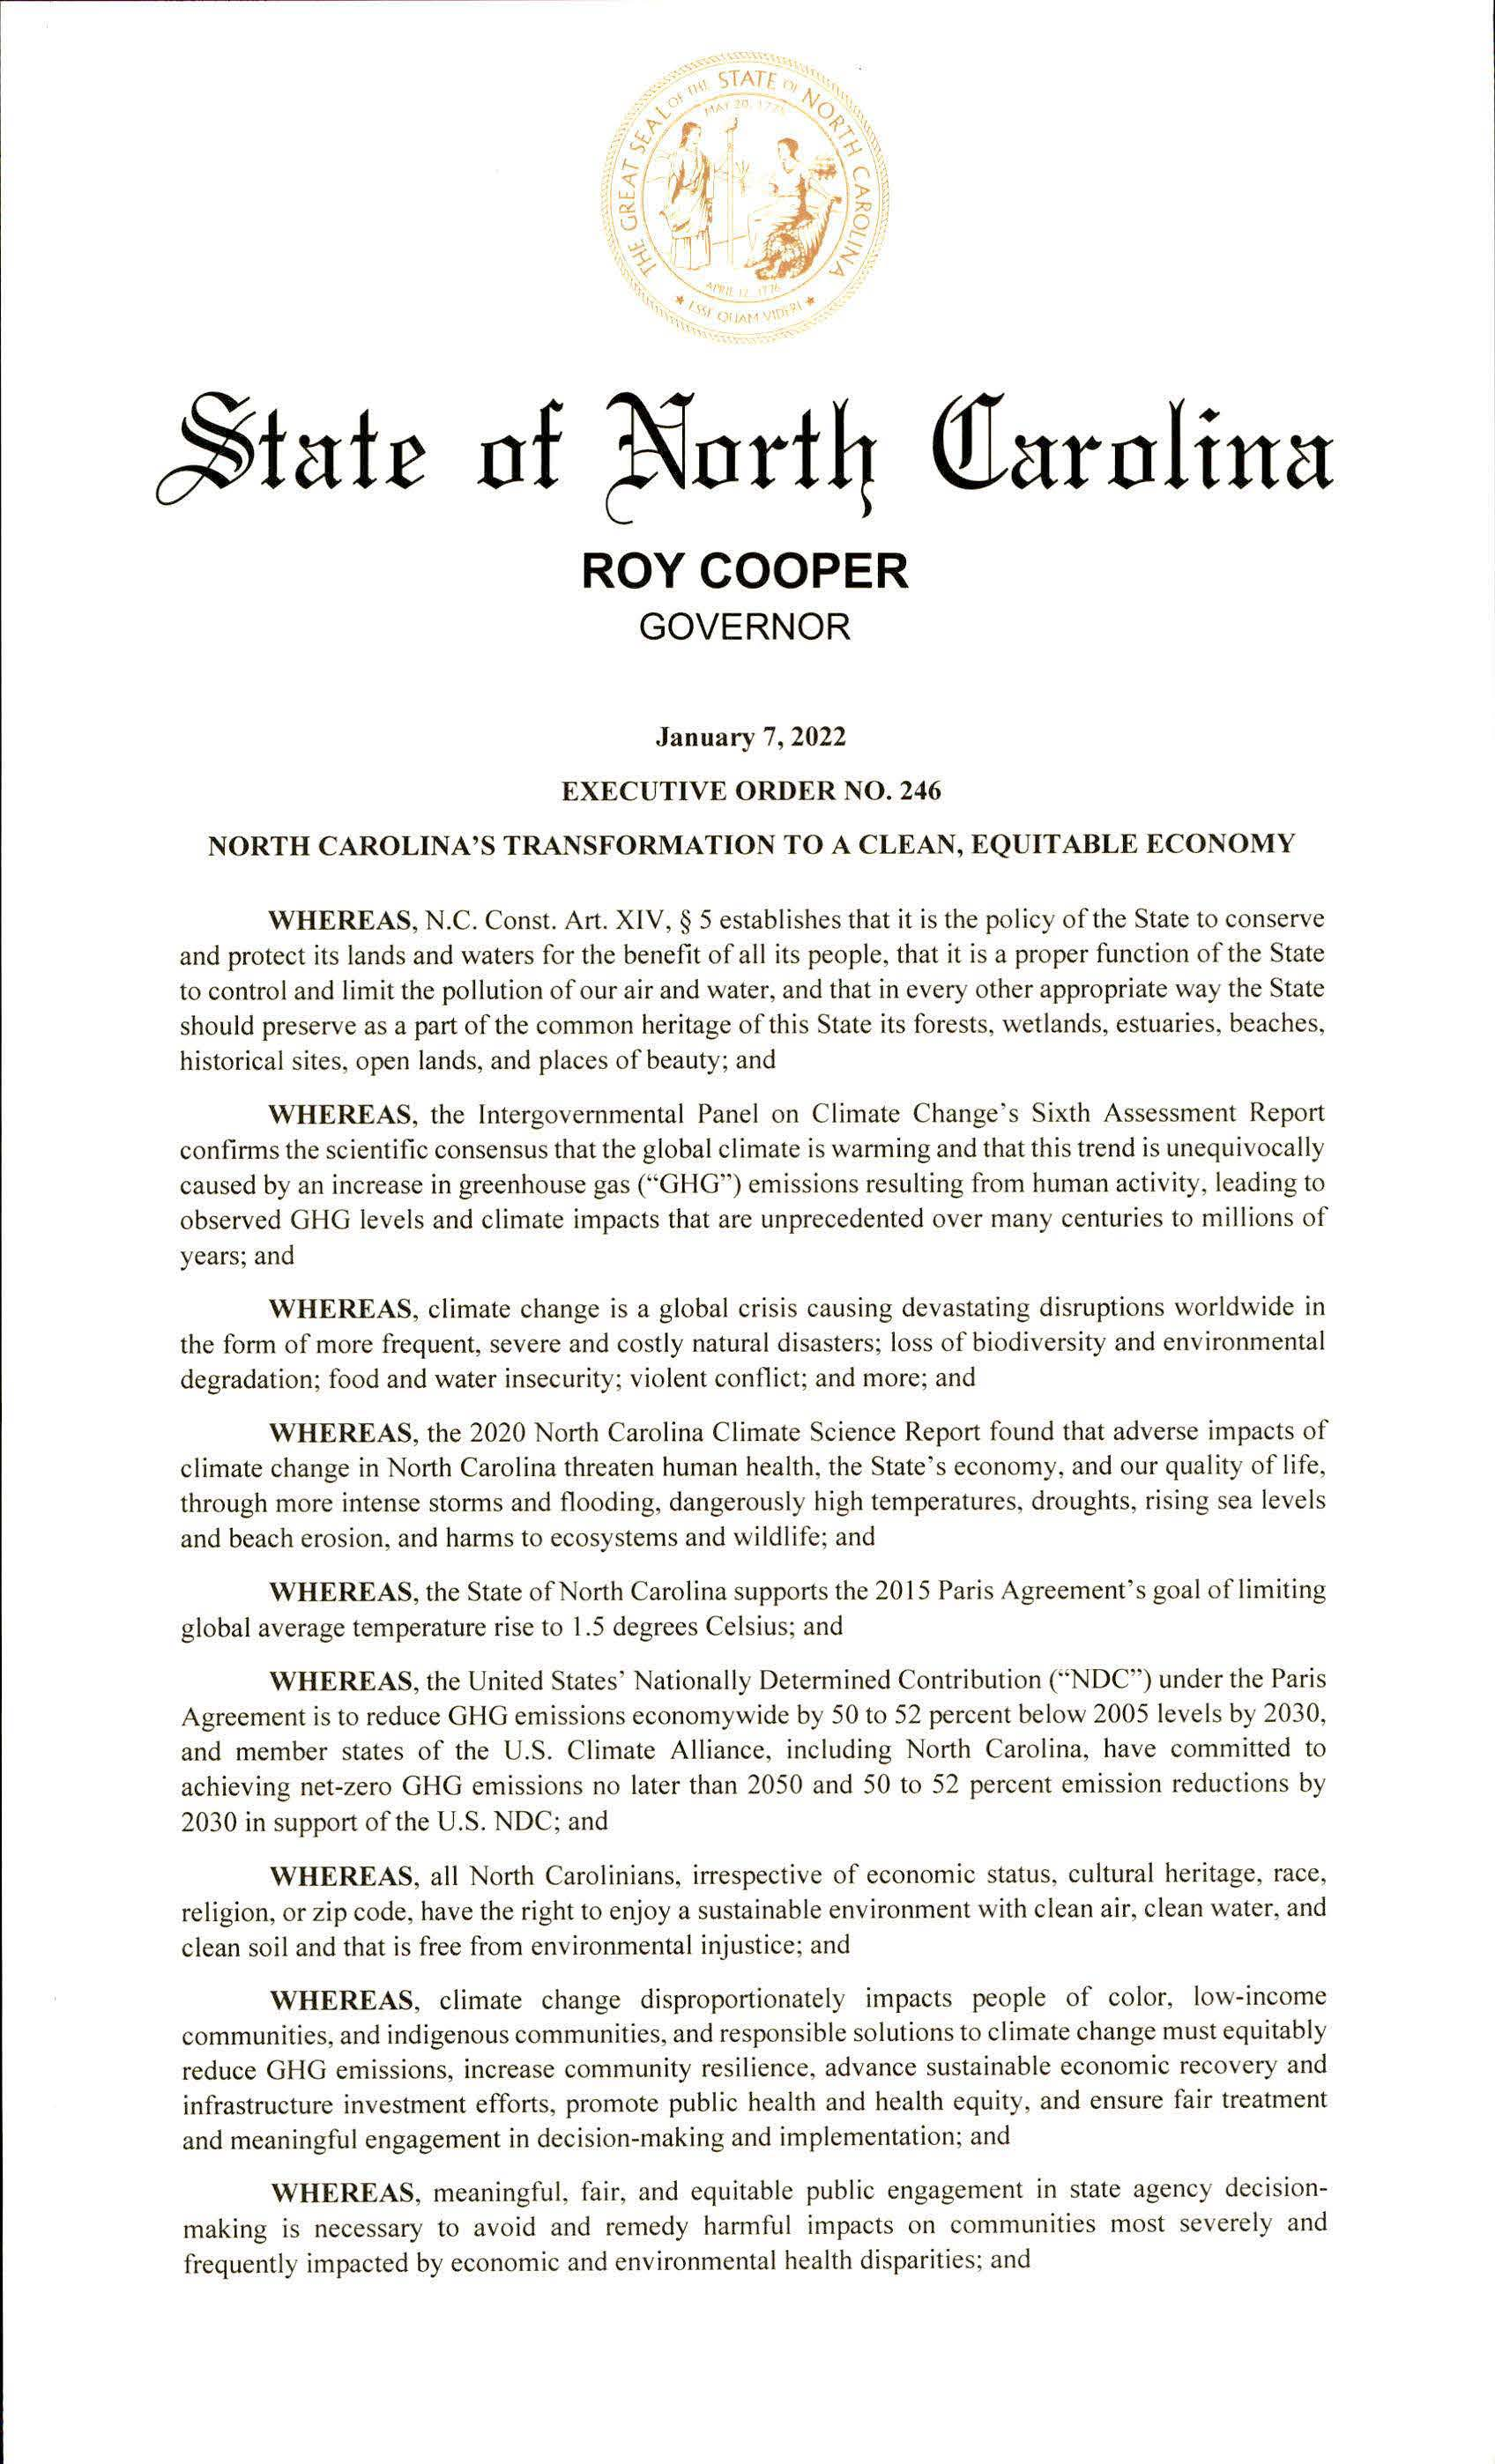 THE GREAT SEAL OF THE STATE OF NORTH CAROLINA
MAY 20, 1775
APRIL 12, 1776
★ ESSE QUAM VIDERI ★
State of North Carolina
ROY COOPER
GOVERNOR
January 7, 2022
EXECUTIVE ORDER NO. 246
NORTH CAROLINA’S TRANSFORMATION TO A CLEAN, EQUITABLE ECONOMY
WHEREAS, N.C. Const. Art. XIV, § 5 establishes that it is the policy of the State to conserve
and protect its lands and waters for the benefit of all its people, that it is a proper function of the State
to control and limit the pollution of our air and water, and that in every other appropriate way the State
should preserve as a part of the common heritage of this State its forests, wetlands, estuaries, beaches,
historical sites, open lands, and places of beauty; and
WHEREAS, the Intergovernmental Panel on Climate Change’s Sixth Assessment Report
confirms the scientific consensus that the global climate is warming and that this trend is unequivocally
caused by an increase in greenhouse gas (“GHG”) emissions resulting from human activity, leading to
observed GHG levels and climate impacts that are unprecedented over many centuries to millions of
years; and
WHEREAS, climate change is a global crisis causing devastating disruptions worldwide in
the form of more frequent, severe and costly natural disasters; loss of biodiversity and environmental
degradation; food and water insecurity; violent conflict; and more; and
WHEREAS, the 2020 North Carolina Climate Science Report found that adverse impacts of
climate change in North Carolina threaten human health, the State’s economy, and our quality of life,
through more intense storms and flooding, dangerously high temperatures, droughts, rising sea levels
and beach erosion, and harms to ecosystems and wildlife; and
WHEREAS, the State of North Carolina supports the 2015 Paris Agreement’s goal of limiting
global average temperature rise to 1.5 degrees Celsius; and
WHEREAS, the United States’ Nationally Determined Contribution (“NDC”) under the Paris
Agreement is to reduce GHG emissions economywide by 50 to 52 percent below 2005 levels by 2030,
and member states of the U.S. Climate Alliance, including North Carolina, have committed to
achieving net-zero GHG emissions no later than 2050 and 50 to 52 percent emission reductions by
2030 in support of the U.S. NDC; and
WHEREAS, all North Carolinians, irrespective of economic status, cultural heritage, race,
religion, or zip code, have the right to enjoy a sustainable environment with clean air, clean water, and
clean soil and that is free from environmental injustice; and
WHEREAS, climate change disproportionately impacts people of color, low-income
communities, and indigenous communities, and responsible solutions to climate change must equitably
reduce GHG emissions, increase community resilience, advance sustainable economic recovery and
infrastructure investment efforts, promote public health and health equity, and ensure fair treatment
and meaningful engagement in decision-making and implementation; and
WHEREAS, meaningful, fair, and equitable public engagement in state agency decision-
making is necessary to avoid and remedy harmful impacts on communities most severely and
frequently impacted by economic and environmental health disparities; and